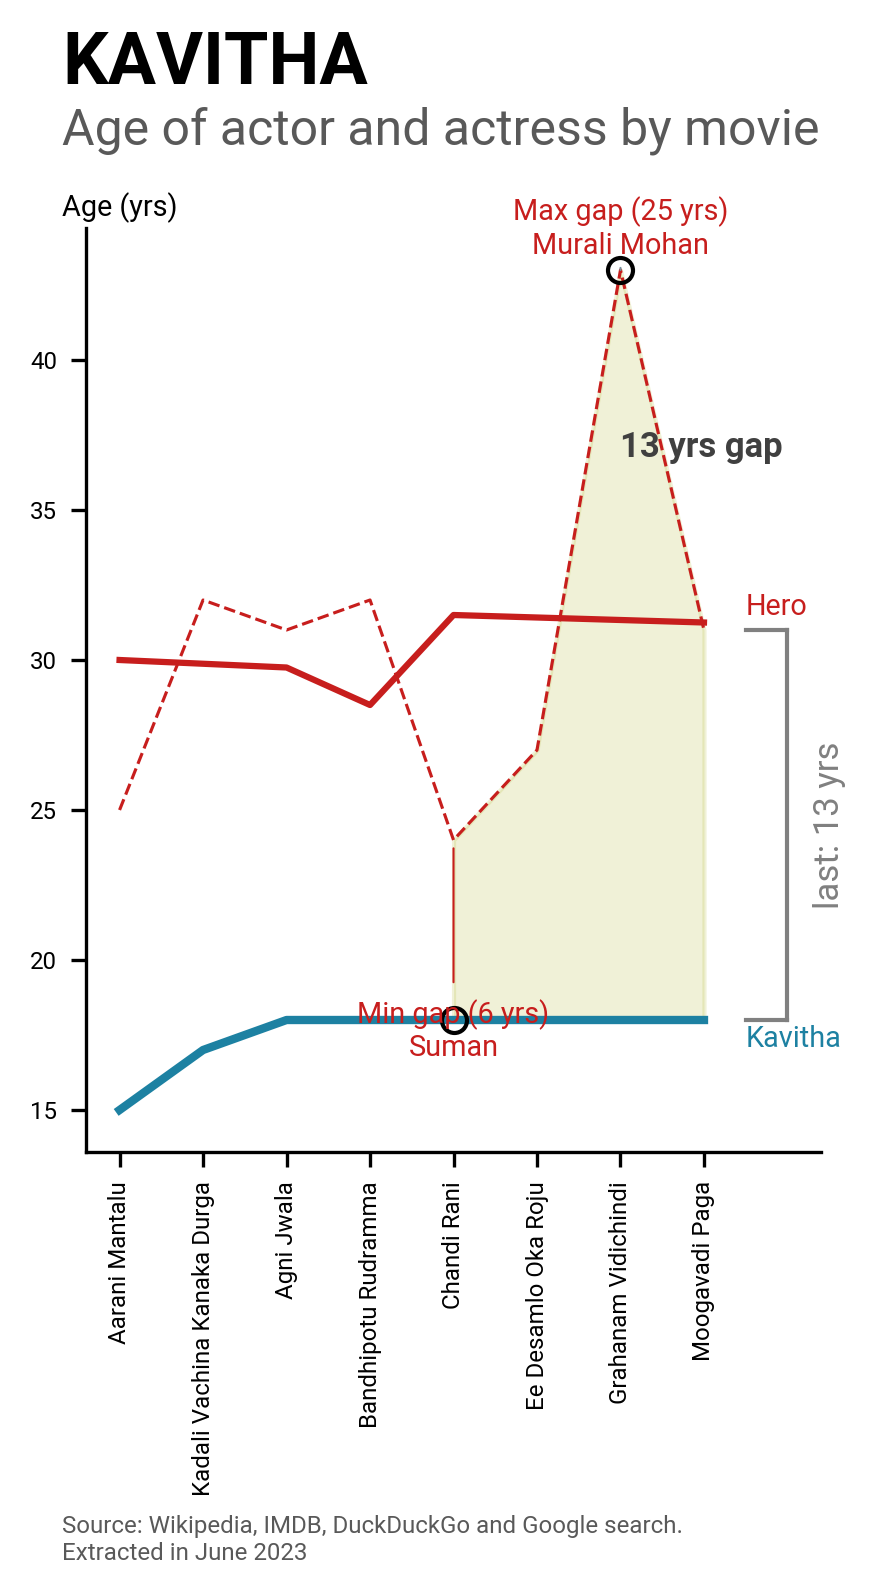 KAVITHA
Age of actor and actress by movie
Age (yrs)
Max gap (25 yrs)
Murali Mohan
40
13 yrs gap
35
Hero
30
last: 13 yrs
25
20
Min gap (6 yrs)
Suman
Kavitha
15
Aarani Mantalu
Kadali Vachina Kanaka Durga
Agni Jwala
Bandhipotu Rudramma
Chandi Rani
Ee Desamlo Oka Roju
Grahanam Vidichindi
Moogavadi Paga
Source: Wikipedia, IMDB, DuckDuckGo and Google search.
Extracted in June 2023